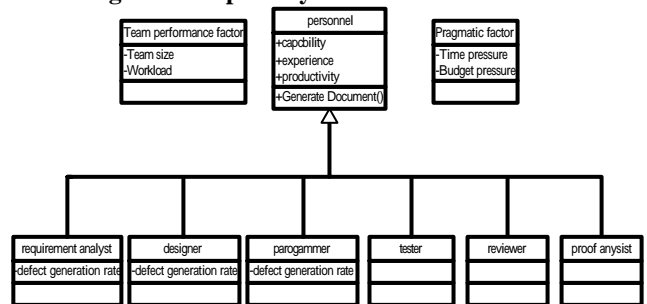 Team performance factor
-Team size
-Workload
personnel
+capcbility
+experience
+productivity
+Generate Document()
Pragmatic factor
-Time pressure
-Budget pressure
requirement analyst
-defect generation rate
designer
-defect generation rate
parogammer
-defect generation rate
tester
reviewer
proof anysist